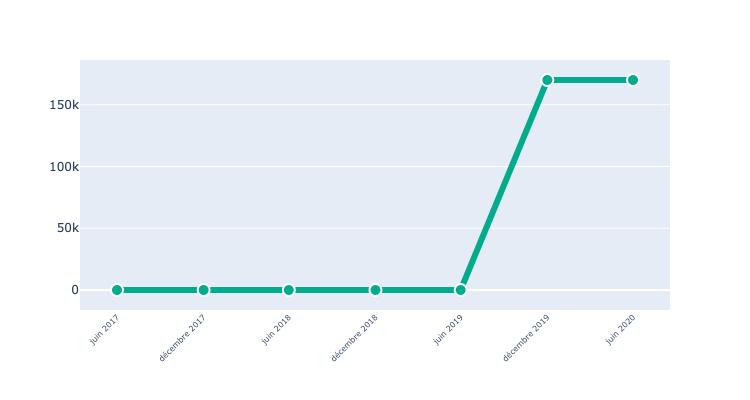 150k
100k
50k
0
juin 2017
décembre 2017
juin 2018
décembre 2018
juin 2019
décembre 2019
juin 2020